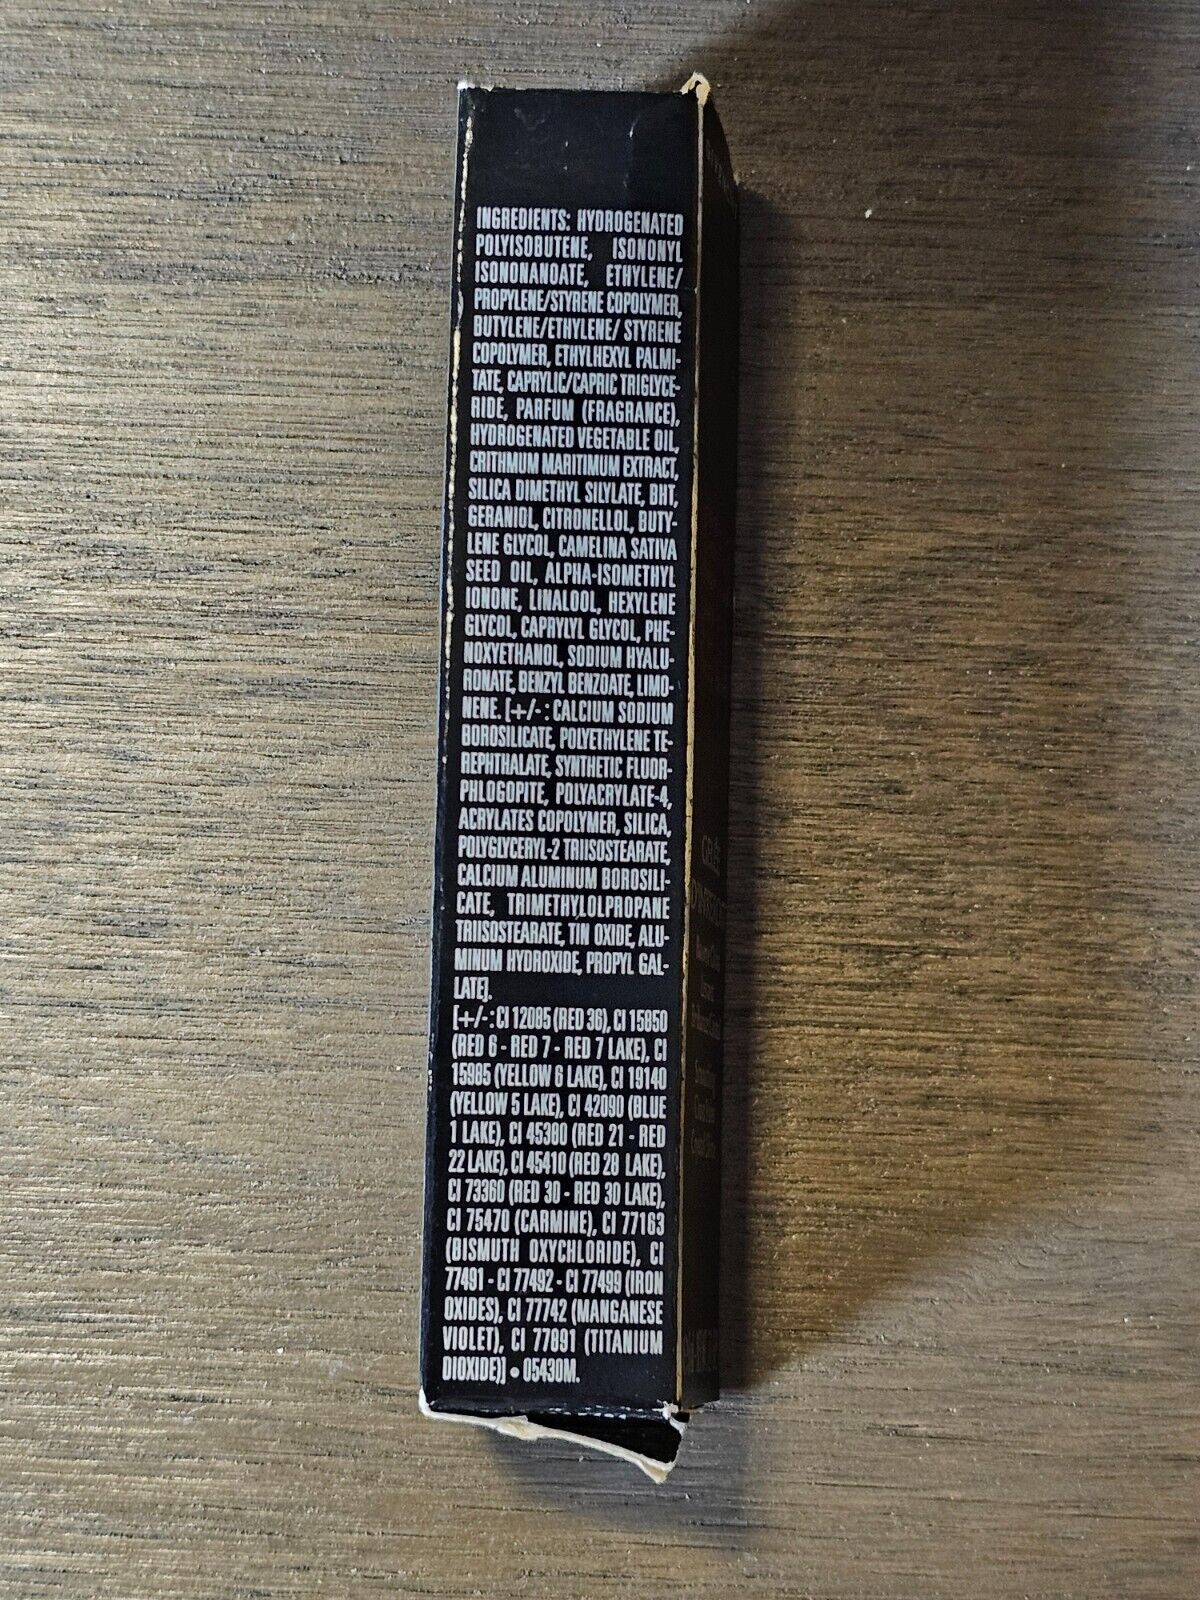 INGREDIENTS: HYDROGENATED
POLYISOBUTENE, ISONONYL
ISONONANOATE, ETHYLENE/
PROPYLENE/STYRENE COPOLYMER,
BUTYLENE/ETHYLENE/ STYRENE
COPOLYMER, ETHYLHEXYL PALMI-
TATE, CAPRYLIC/CAPRIC TRIGLYCE-
RIDE, PARFUM (FRAGRANCE),
HYDROGENATED VEGETABLE OIL,
CRITHMUM MARITIMUM EXTRACT,
SILICA DIMETHYL SILYLATE, BHT,
GERANIOL, CITRONELLOL, BUTY-
LENE GLYCOL, CAMELINA SATIVA
SEED OIL, ALPHA-ISOMETHYL
IONONE, LINALOOL, HEXYLENE
GLYCOL, CAPRYLYL GLYCOL, PHE-
NOXYETHANOL, SODIUM HYALU-
RONATE, BENZYL BENZOATE, LIMO-
NENE. [+/-: CALCIUM SODIUM
BOROSILICATE, POLYETHYLENE TE-
REPHTHALATE, SYNTHETIC FLUOR-
PHLOGOPITE, POLYACRYLATE-4,
ACRYLATES COPOLYMER, SILICA,
POLYGLYCERYL-2 TRIISOSTEARATE,
CALCIUM ALUMINUM BOROSILI-
CATE, TRIMETHYLOLPROPANE
TRIISOSTEARATE, TIN OXIDE, ALU-
MINUM HYDROXIDE, PROPYL GAL-
LATE].
[+/-: CI 12085 (RED 36), CI 15850
(RED 6 - RED 7 - RED 7 LAKE), CI
15985 (YELLOW 6 LAKE), CI 19140
(YELLOW 5 LAKE), CI 42090 (BLUE
1 LAKE), CI 45380 (RED 21 - RED
22 LAKE), CI 45410 (RED 28 LAKE),
CI 73360 (RED 30 - RED 30 LAKE),
CI 75470 (CARMINE), CI 77163
(BISMUTH OXYCHLORIDE), CI
77491 - CI 77492 - CI 77499 (IRON
OXIDES), CI 77742 (MANGANESE
VIOLET), CI 77891 (TITANIUM
DIOXIDE)] • 05430M.